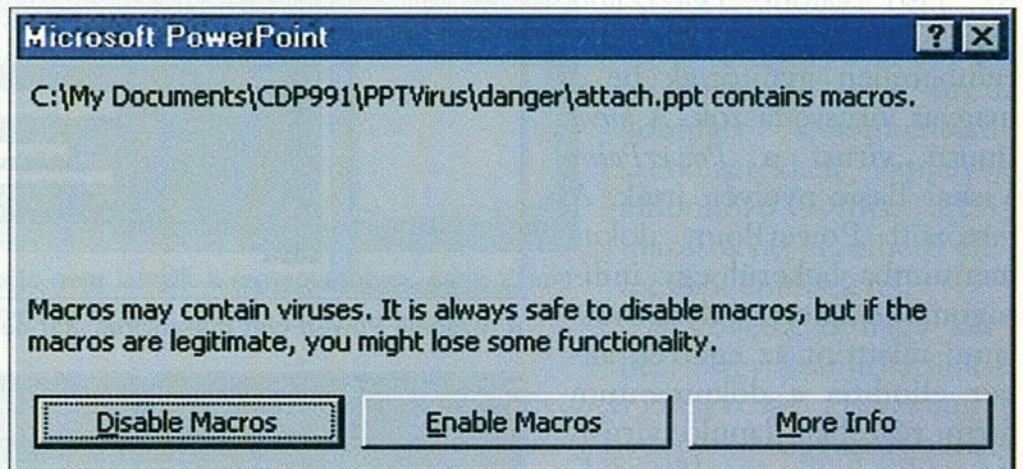 Microsoft PowerPoint
C:\My Documents\CDP991\PPTVirus\danger\attach.ppt contains macros.
Macros may contain viruses. It is always safe to disable macros, but if the
macros are legitimate, you might lose some functionality.
Disable Macros
Enable Macros
More Info